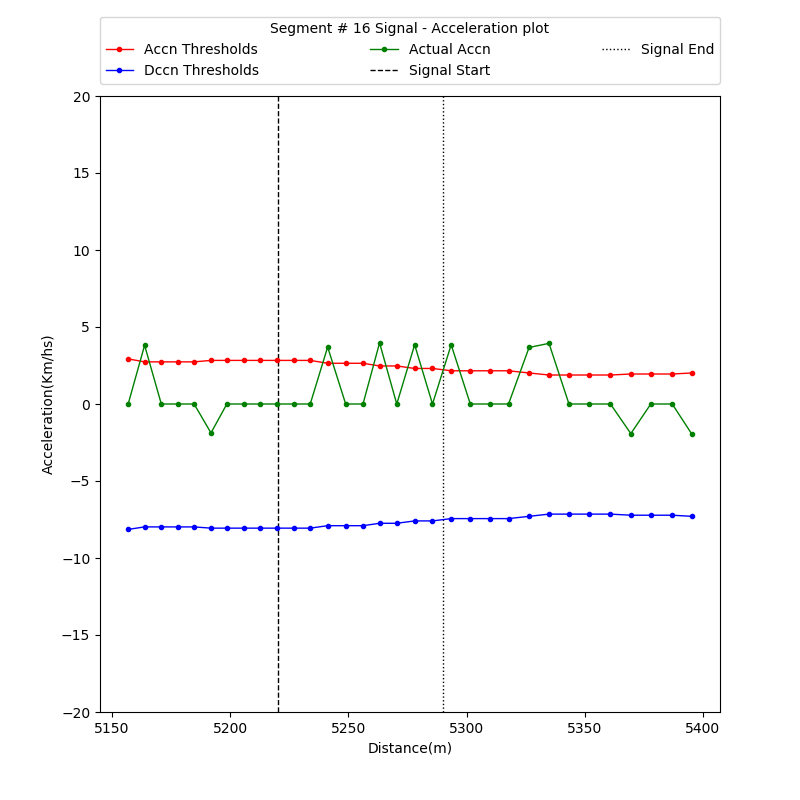 Segment # 16 Signal - Acceleration plot
Accn Thresholds
Dccn Thresholds
Actual Accn
Signal Start
Signal End
20
15
10
5
0
−5
−10
−15
−20
Acceleration(Km/hs)
5150 5200 5250 5300 5350 5400
Distance(m)